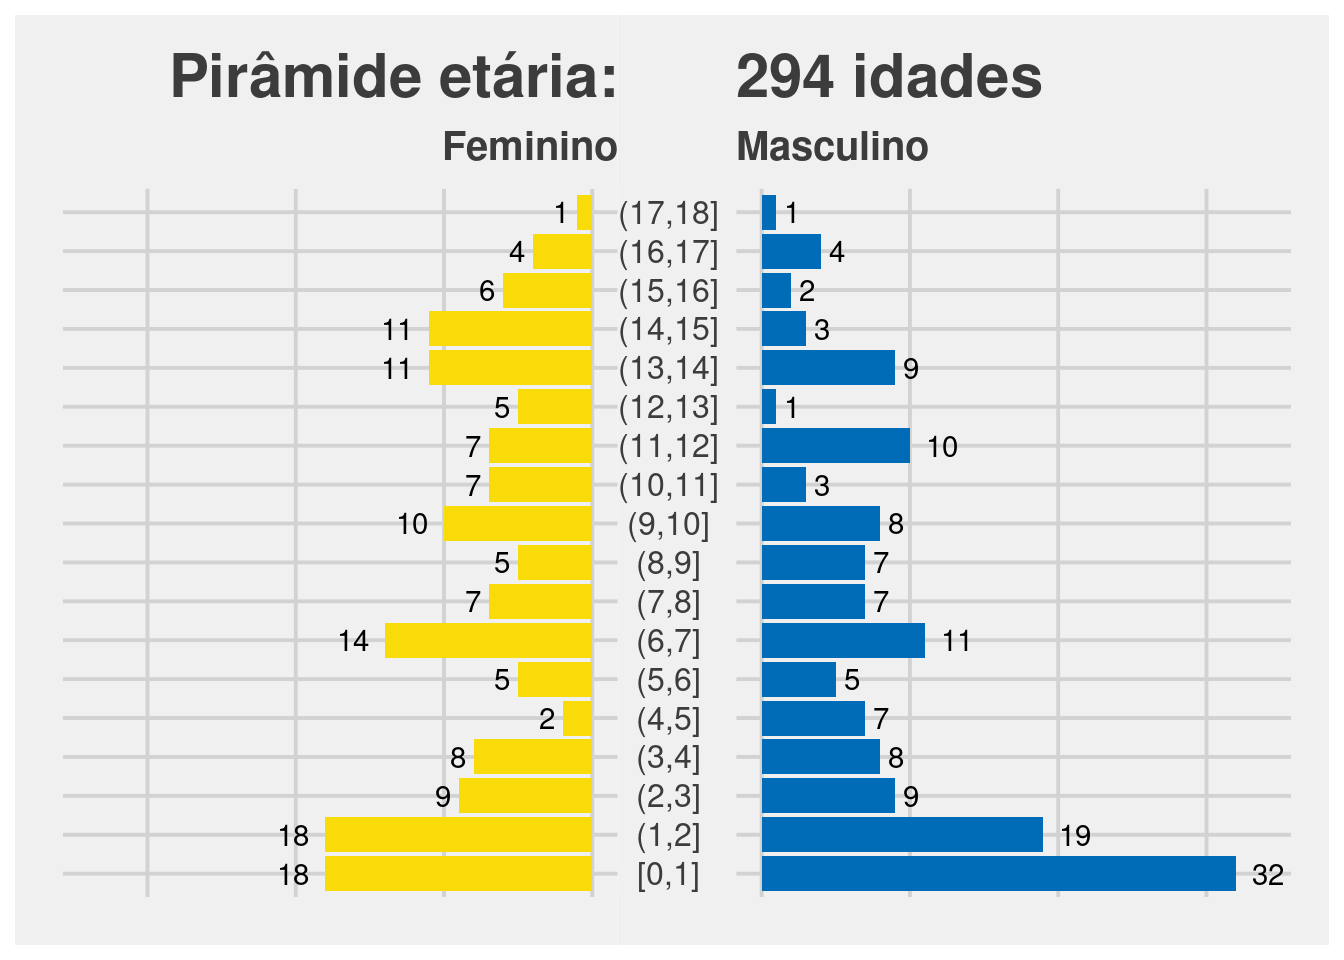 Pirâmide etária: 294 idades
Feminino Masculino
1 (17,18] 1
4 (16,17] 4
6 (15,16] 2
11 (14,15] 3
11 (13,14] 9
5 (12,13] 1
7 (11,12] 10
7 (10,11] 3
10 (9,10] 8
5 (8,9] 7
7 (7,8] 7
14 (6,7] 11
5 (5,6] 5
2 (4,5] 7
8 (3,4] 8
9 (2,3] 9
18 (1,2] 19
18 [0,1] 32